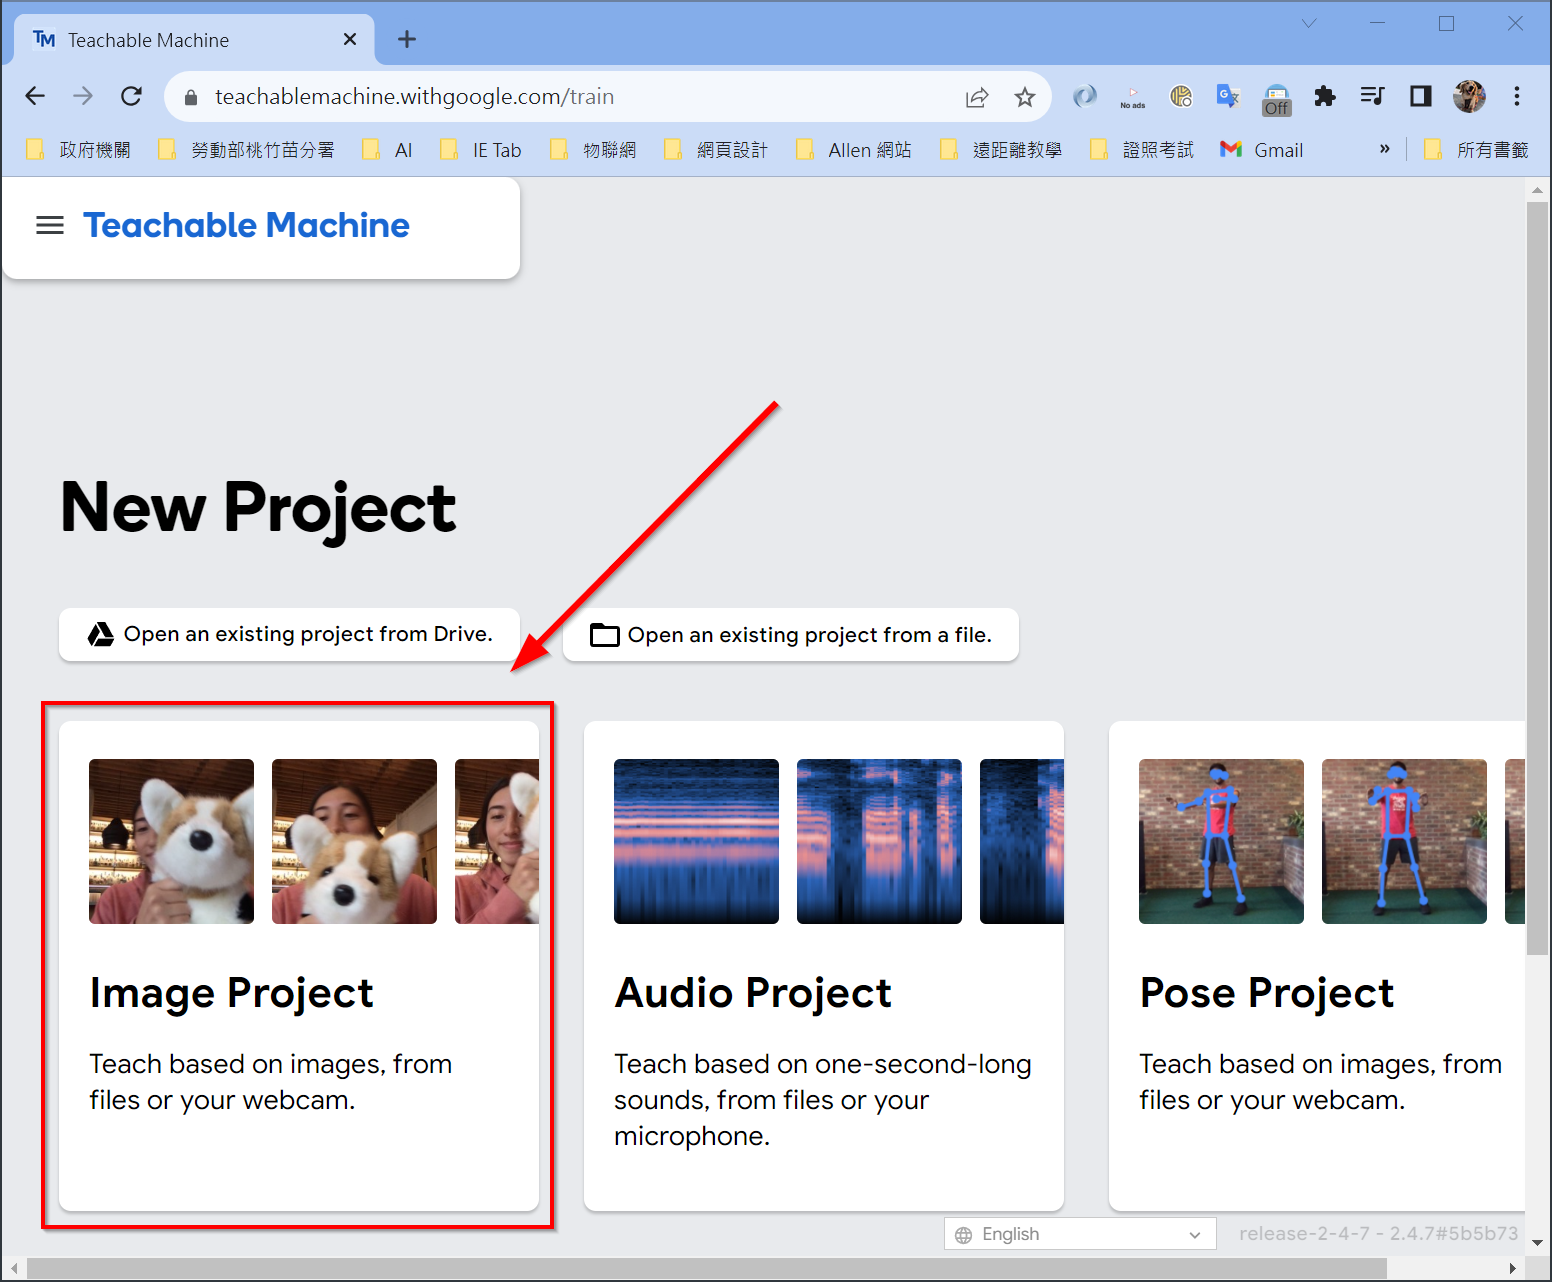 TM Teachable Machine
teachablemachine.withgoogle.com/train
No ads
Off
政府機關 勞動部桃竹苗分署 AI IE Tab 物聯網 網頁設計 Allen 網站 遠距離教學 證照考試 Gmail » 所有書籤
Teachable Machine
New Project
Open an existing project from Drive. Open an existing project from a file.
Image Project
Teach based on images, from
files or your webcam.
Audio Project
Teach based on one-second-long
sounds, from files or your
microphone.
Pose Project
Teach based on images, from
files or your webcam.
English
release-2-4-7 - 2.4.7#5b5b73